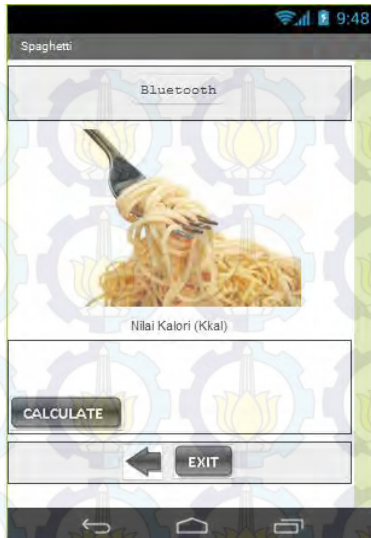 9:48
Spaghetti
Bluetooth
Nilai Kalori (Kkal)
CALCULATE
EXIT